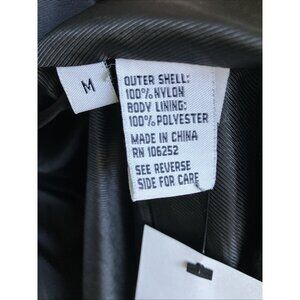 M
OUTER SHELL:
100% NYLON
BODY LINING:
100% POLYESTER
MADE IN CHINA
RN 106252
SEE REVERSE
SIDE FOR CARE